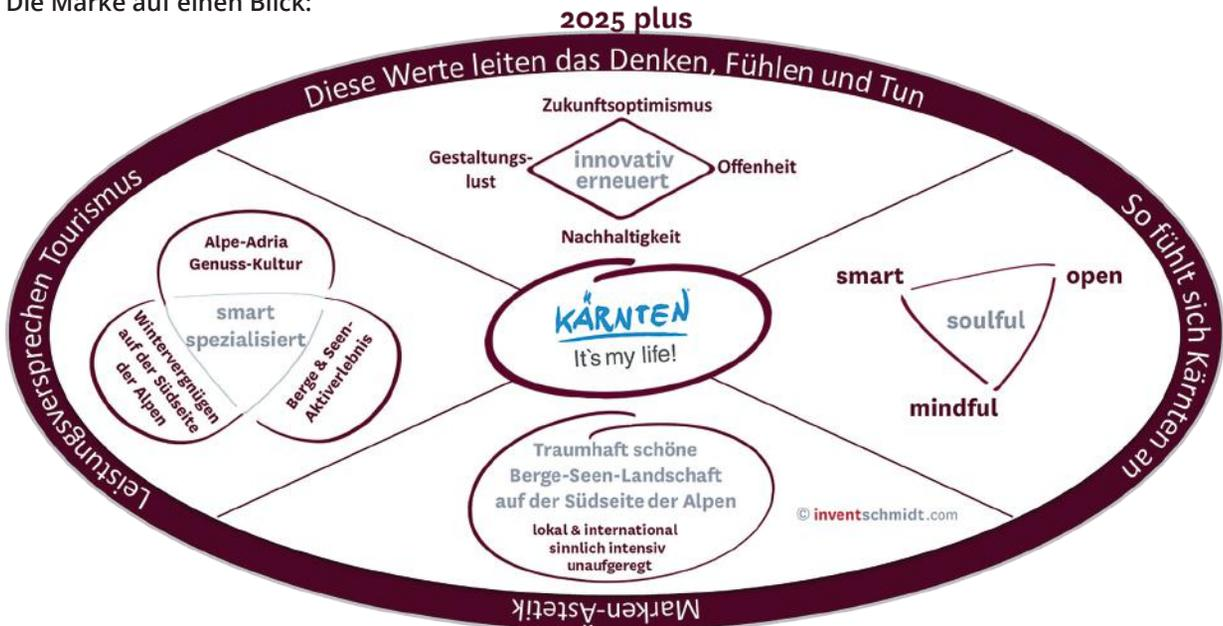 Die Marke auf einen Blick:
2025 plus
Diese Werte leiten das Denken, Fühlen und Tun
Zukunftsoptimismus
Gestaltungs-
lust
innovativ
erneuert
Offenheit
Nachhaltigkeit
Leistungsversprechen Tourismus
Alpe-Adria
Genuss-Kultur
smart
spezialisiert
Wintervergnügen
auf der Südseite
der Alpen
Berge & Seen-
Aktiverlebnis
KÄRNTEN
It`s my life!
So fühlt sich Kärnten an
smart
open
soulful
mindful
Traumhaft schöne
Berge-Seen-Landschaft
auf der Südseite der Alpen
lokal & international
sinnlich intensiv
unaufgeregt
© inventschmidt.com
Marken-Ästetik